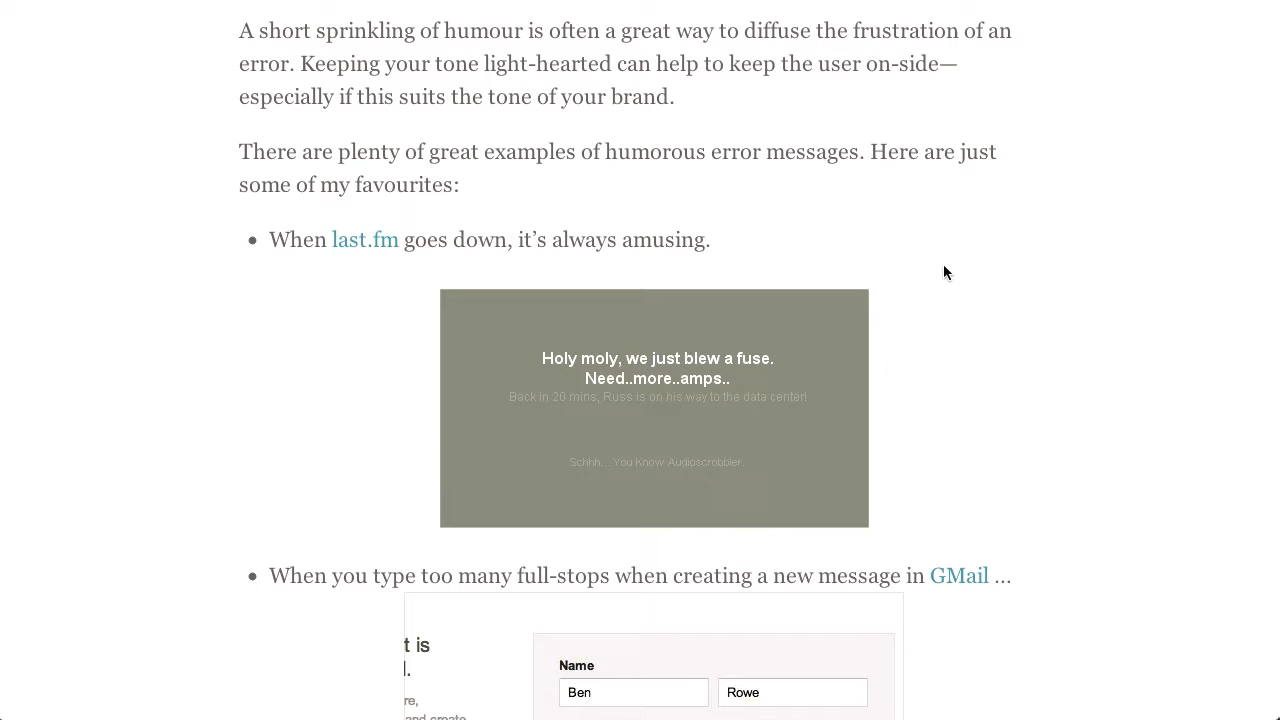 A short sprinkling of humour is often a great way to diffuse the frustration of an
error. Keeping your tone light-hearted can help to keep the user on-side—
especially if this suits the tone of your brand.
There are plenty of great examples of humorous error messages. Here are just
some of my favourites:
• When last.fm goes down, it’s always amusing.
Holy moly, we just blew a fuse.
Need..more..amps..
Back in 20 mins, Russ is on his way to the data center!
Schhh... You Know Audioscrobbler.
• When you type too many full-stops when creating a new message in GMail ...
t is
l.
re,
and create
Name
Ben
Rowe